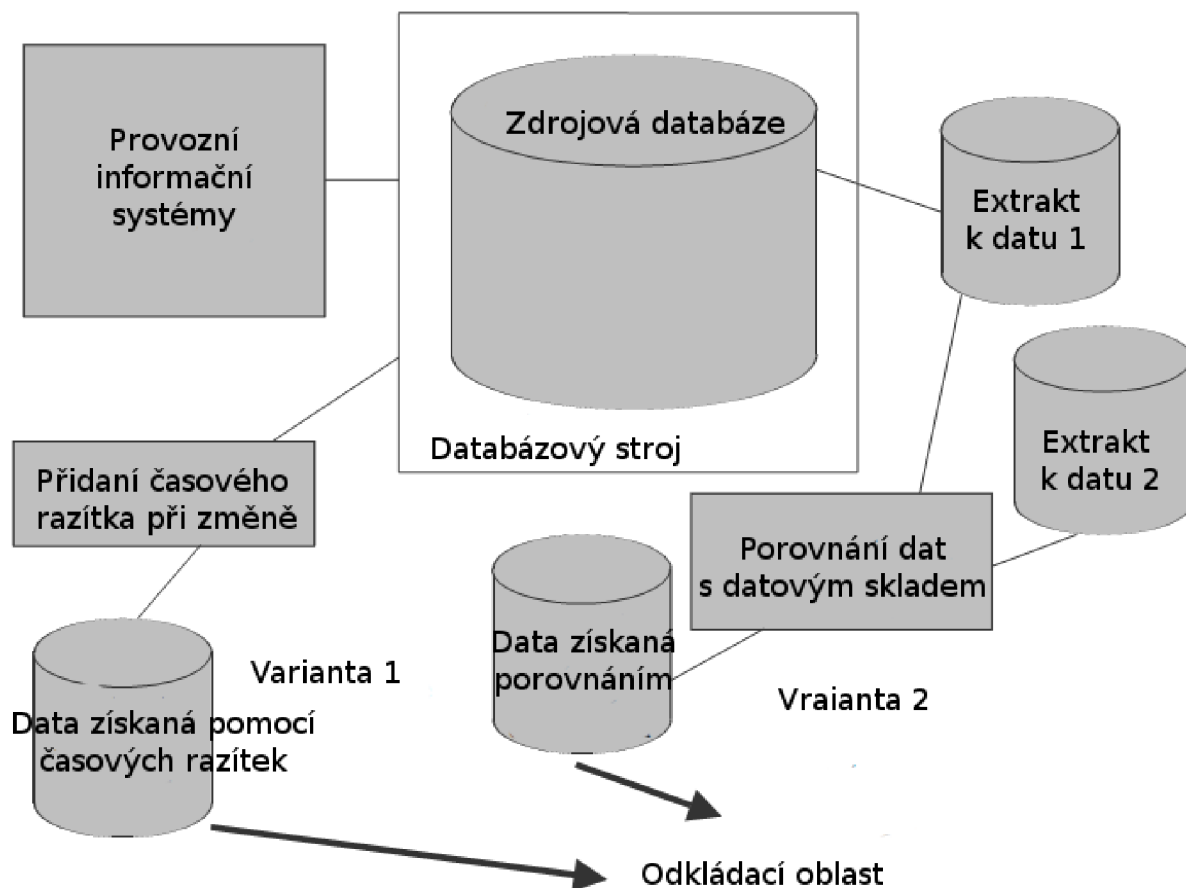 Provozní
informační
systémy
Zdrojová databáze
Databázový stroj
Extrakt
k datu 1
Extrakt
k datu 2
Přidaní časového
razítka při změně
Porovnání dat
s datovým skladem
Data získaná
porovnáním
Varianta 1
Vraianta 2
Data získaná pomocí
časových razítek
Odkládací oblast